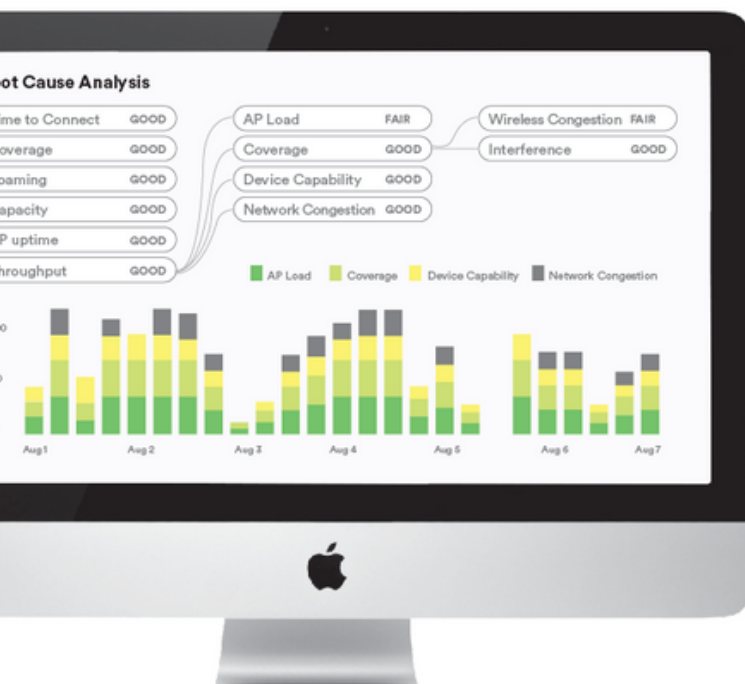 ot Cause Analysis
ime to Connect GOOD
overage GOOD
oaming GOOD
apacity GOOD
P uptime GOOD
hroughput GOOD
AP Load FAIR
Coverage GOOD
Device Capability GOOD
Network Congestion GOOD
Wireless Congestion FAIR
Interference GOOD
AP Load Coverage Device Capability Network Congestion
0
Aug 1 Aug 2 Aug 3 Aug 4 Aug 5 Aug 6 Aug 7